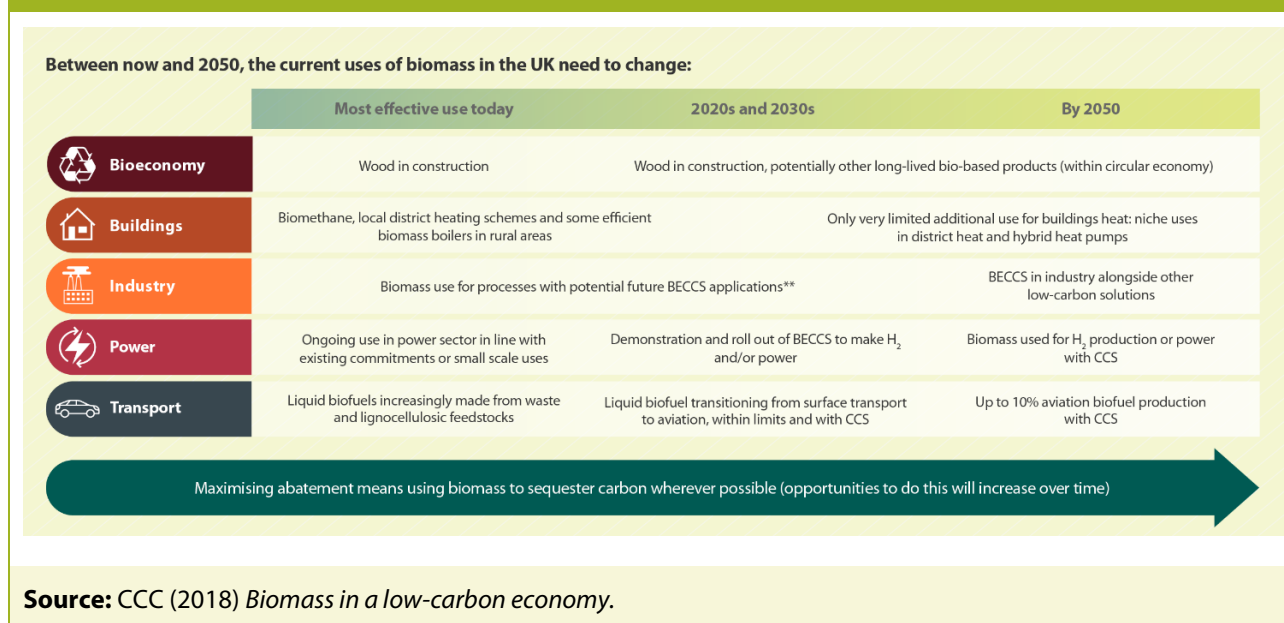 Between now and 2050, the current uses of biomass in the UK need to change:
Most effective use today
2020s and 2030s
By 2050
Bioeconomy
Wood in construction
Wood in construction, potentially other long-lived bio-based products (within circular economy)
Buildings
Biomethane, local district heating schemes and some efficient
biomass boilers in rural areas
Only very limited additional use for buildings heat: niche uses
in district heat and hybrid heat pumps
Industry
Biomass use for processes with potential future BECCS applications**
BECCS in industry alongside other
low-carbon solutions
Power
Ongoing use in power sector in line with
existing commitments or small scale uses
Demonstration and roll out of BECCS to make H₂
and/or power
Biomass used for H₂ production or power
with CCS
Transport
Liquid biofuels increasingly made from waste
and lignocellulosic feedstocks
Liquid biofuel transitioning from surface transport
to aviation, within limits and with CCS
Up to 10% aviation biofuel production
with CCS
Maximising abatement means using biomass to sequester carbon wherever possible (opportunities to do this will increase over time)
Source: CCC (2018) Biomass in a low-carbon economy.